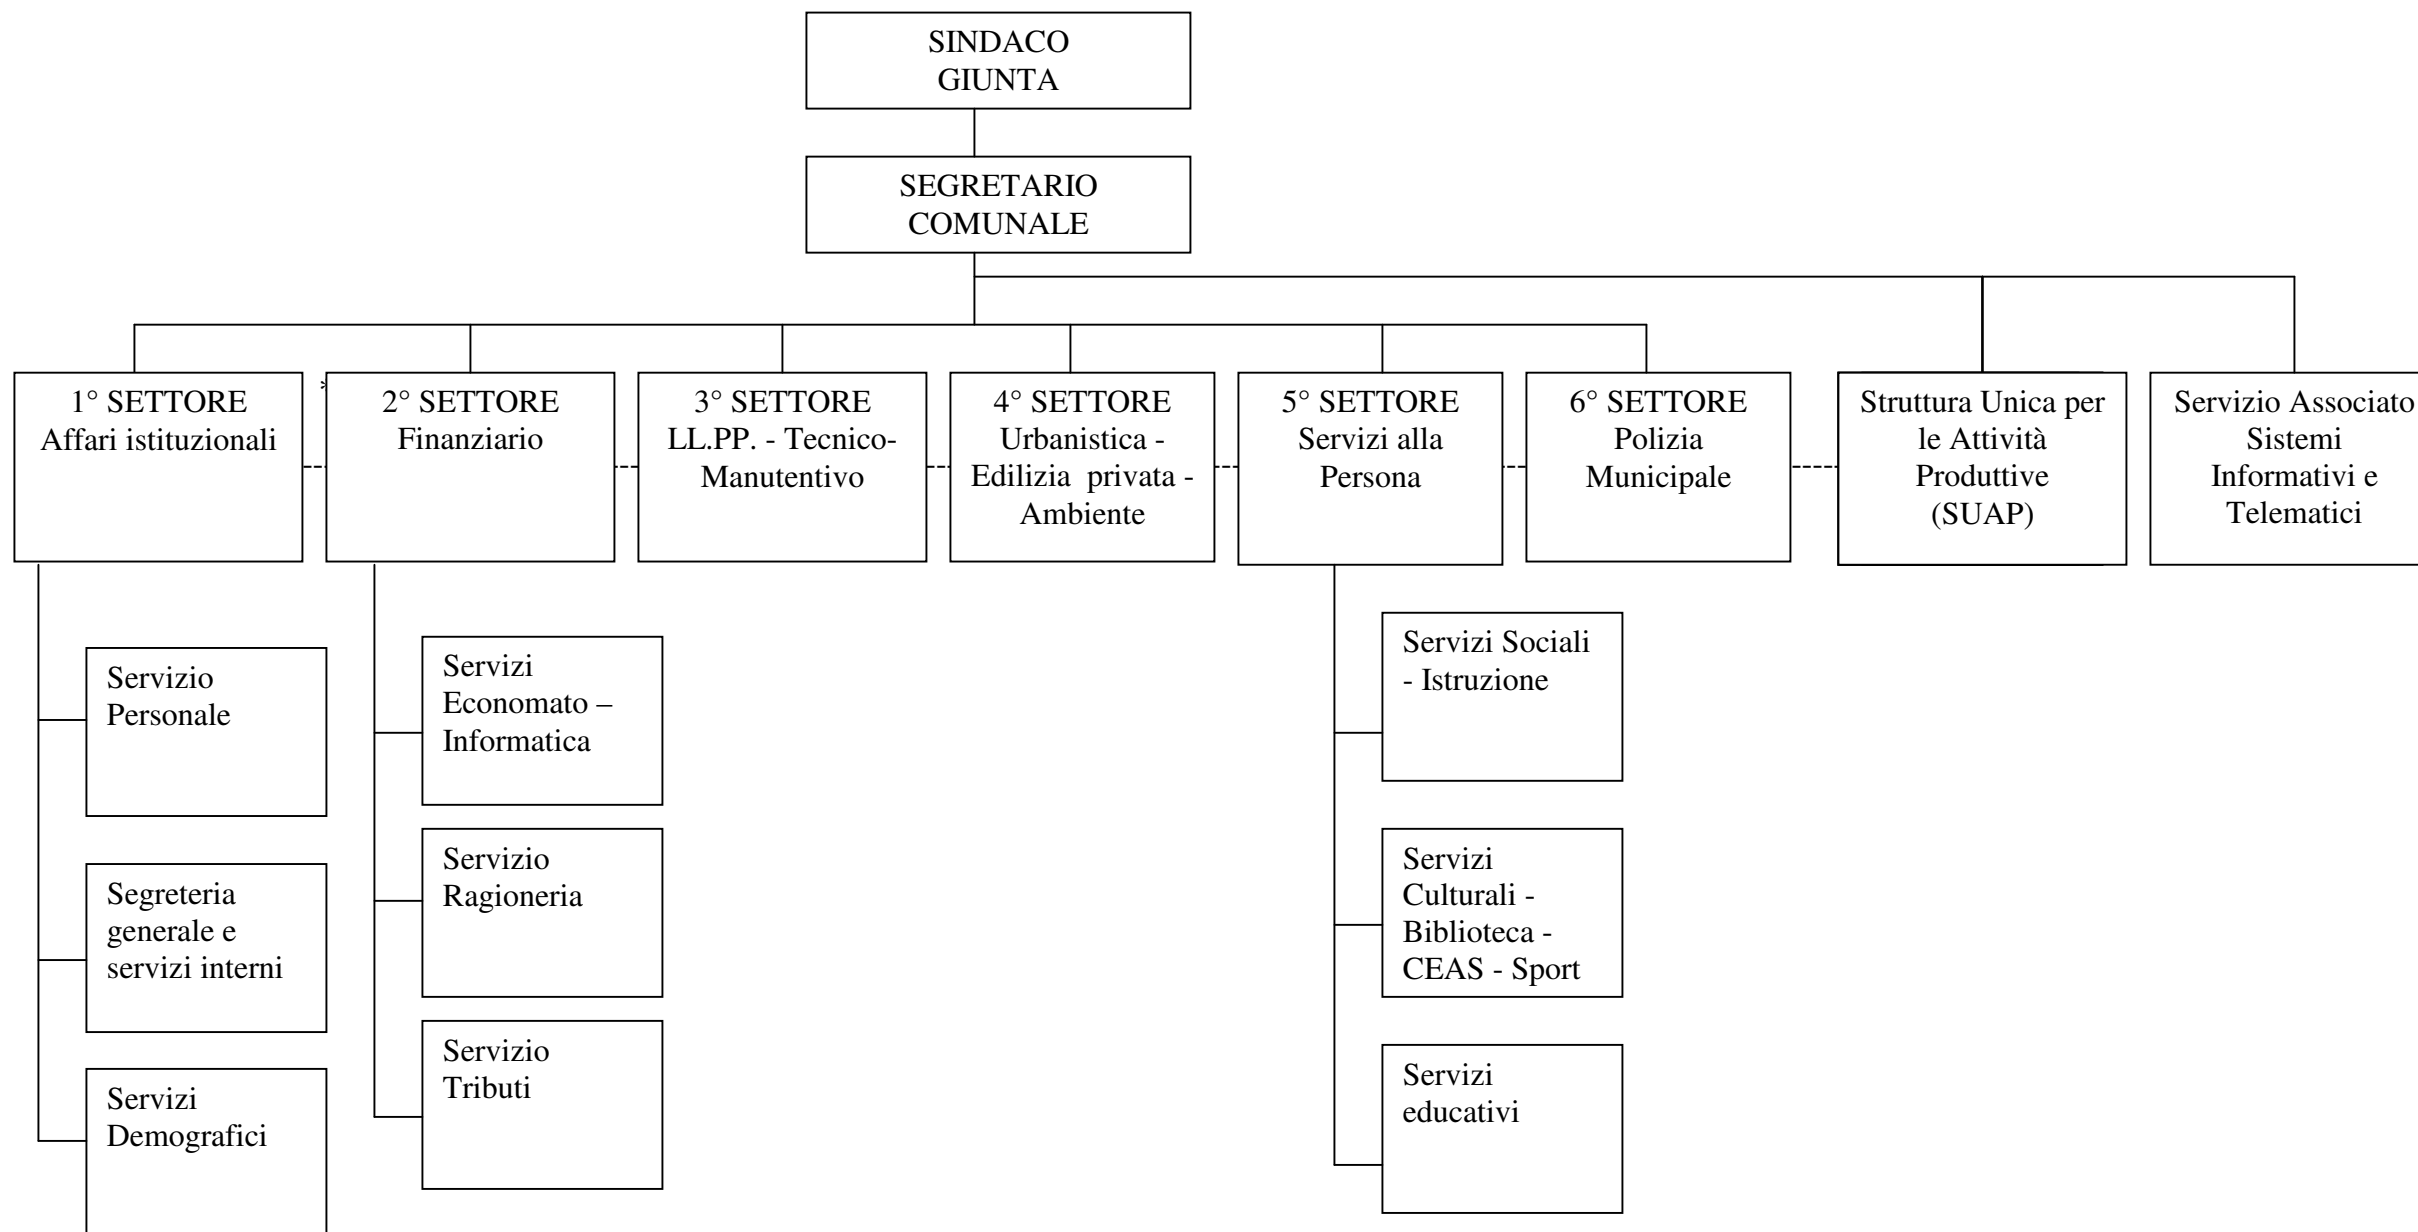 SINDACO
GIUNTA
SEGRETARIO
COMUNALE
1° SETTORE
Affari istituzionali
2° SETTORE
Finanziario
3° SETTORE
LL.PP. - Tecnico-
Manutentivo
4° SETTORE
Urbanistica -
Edilizia  privata -
Ambiente
5° SETTORE
Servizi alla
Persona
6° SETTORE
Polizia
Municipale
Struttura Unica per
le Attività
Produttive
(SUAP)
Servizio Associato
Sistemi
Informativi e
Telematici
Servizio
Personale
Segreteria
generale e
servizi interni
Servizi
Demografici
Servizi
Economato –
Informatica
Servizio
Ragioneria
Servizio
Tributi
Servizi Sociali
- Istruzione
Servizi
Culturali -
Biblioteca -
CEAS - Sport
Servizi
educativi